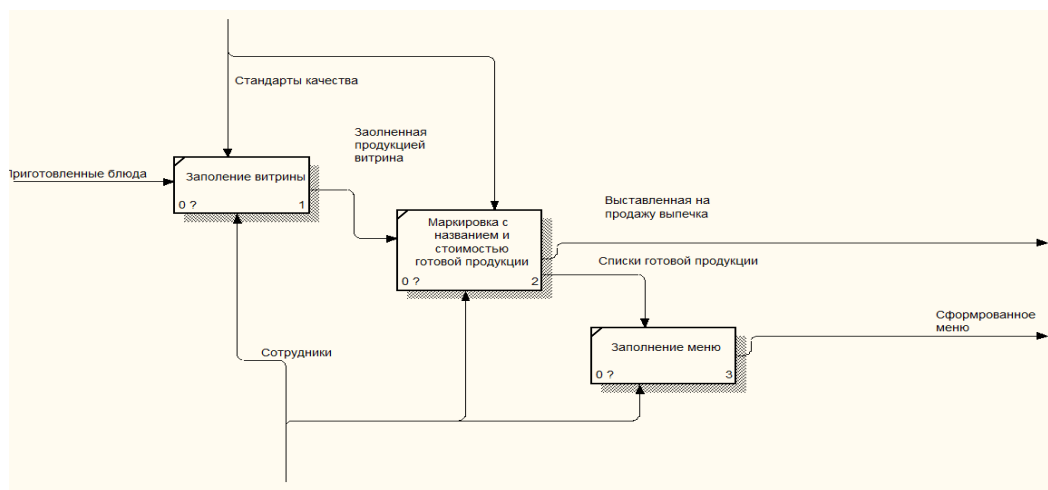 Стандарты качества
Заолненная
продукцией
витрина
Приготовленные блюда
Заполение витрины
0 ?
1
Выставленная на
продажу выпечка
Маркировка с
названием и
стоимостью
готовой продукции
0 ?
2
Списки готовой продукции
Сформрованное
меню
Сотрудники
Заполнение меню
0 ?
3